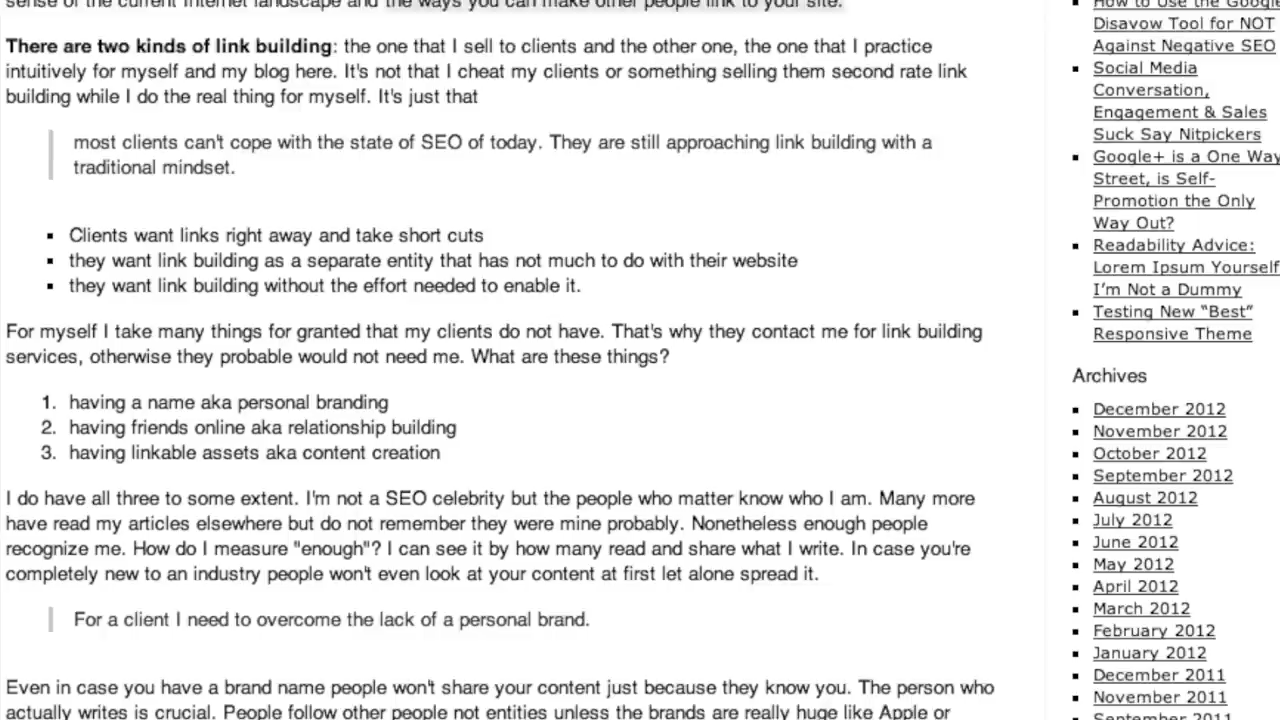 sense of the current Internet landscape and the ways you can make other people link to your site.
There are two kinds of link building: the one that I sell to clients and the other one, the one that I practice
intuitively for myself and my blog here. It's not that I cheat my clients or something selling them second rate link
building while I do the real thing for myself. It's just that
most clients can't cope with the state of SEO of today. They are still approaching link building with a
traditional mindset.
Clients want links right away and take short cuts
they want link building as a separate entity that has not much to do with their website
they want link building without the effort needed to enable it.
For myself I take many things for granted that my clients do not have. That's why they contact me for link building
services, otherwise they probable would not need me. What are these things?
1. having a name aka personal branding
2. having friends online aka relationship building
3. having linkable assets aka content creation
I do have all three to some extent. I'm not a SEO celebrity but the people who matter know who I am. Many more
have read my articles elsewhere but do not remember they were mine probably. Nonetheless enough people
recognize me. How do I measure "enough"? I can see it by how many read and share what I write. In case you're
completely new to an industry people won't even look at your content at first let alone spread it.
For a client I need to overcome the lack of a personal brand.
Even in case you have a brand name people won't share your content just because they know you. The person who
actually writes is crucial. People follow other people not entities unless the brands are really huge like Apple or
How to Use the Google
Disavow Tool for NOT
Against Negative SEO
Social Media
Conversation,
Engagement & Sales
Suck Say Nitpickers
Google+ is a One Way
Street, is Self-
Promotion the Only
Way Out?
Readability Advice:
Lorem Ipsum Yourself
I'm Not a Dummy
Testing New "Best"
Responsive Theme
Archives
December 2012
November 2012
October 2012
September 2012
August 2012
July 2012
June 2012
May 2012
April 2012
March 2012
February 2012
January 2012
December 2011
November 2011
September 2011